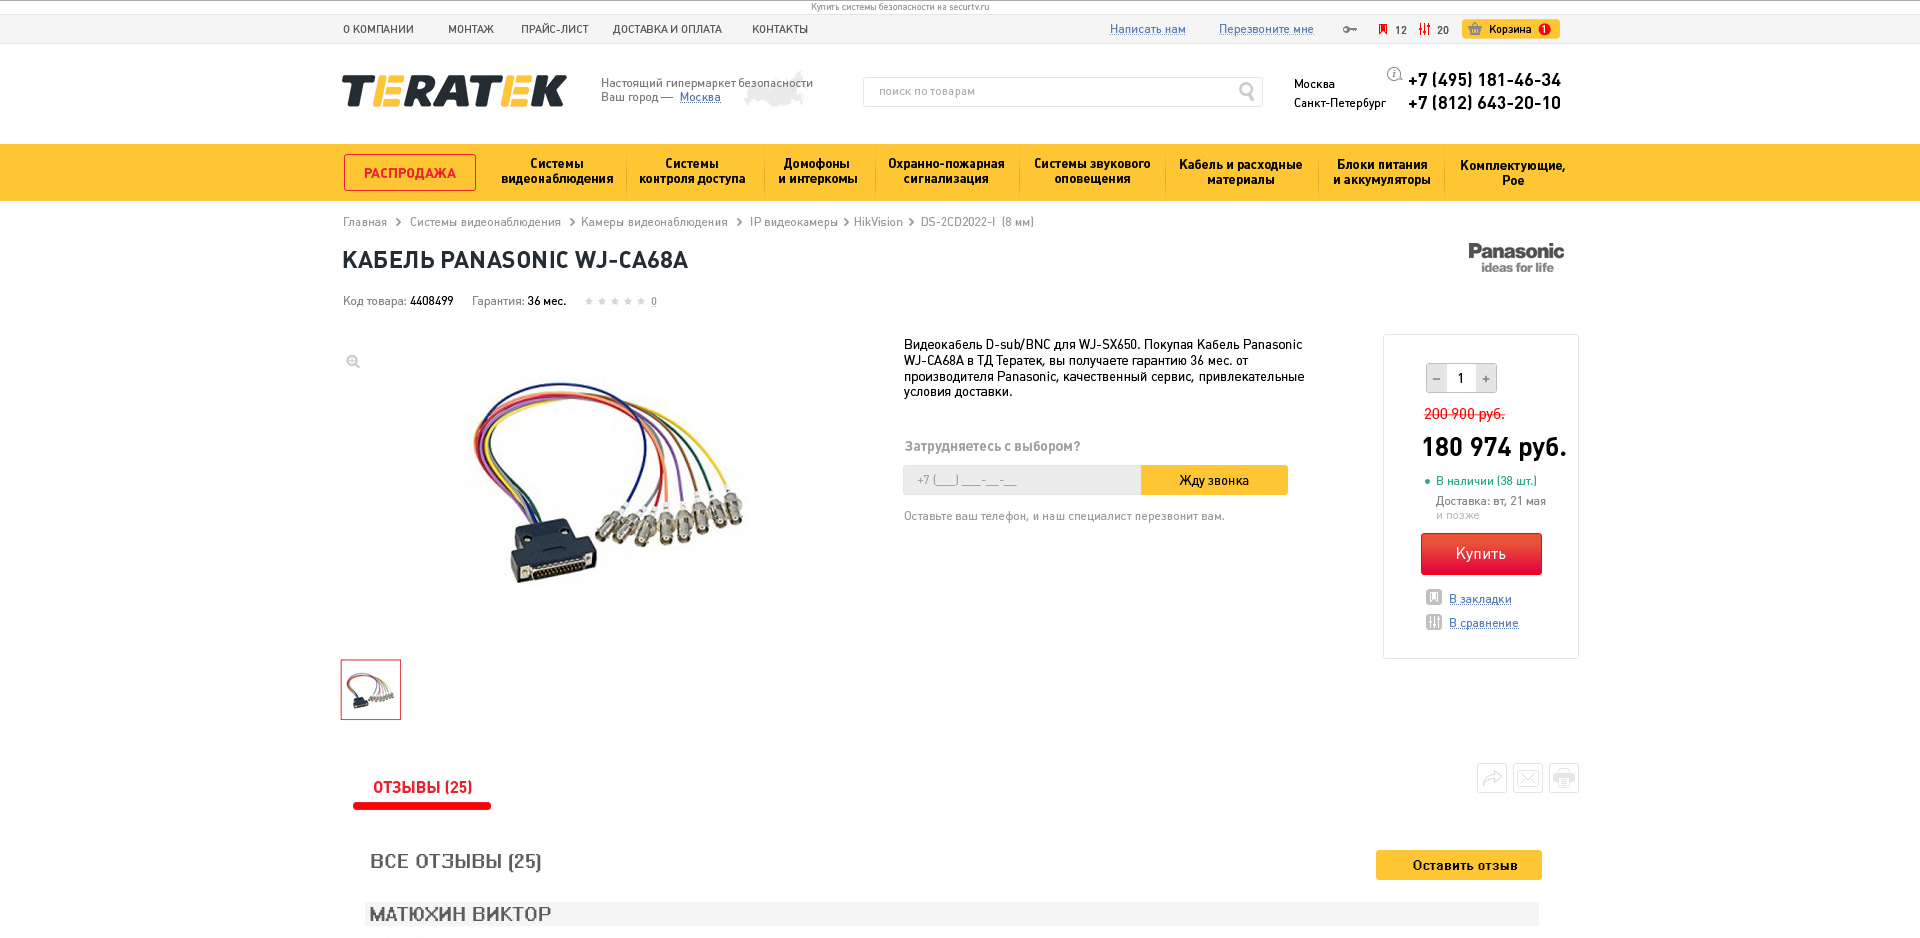 Купить системы безопасности на securtv.ru
О КОМПАНИИ МОНТАЖ ПРАЙС-ЛИСТ ДОСТАВКА И ОПЛАТА КОНТАКТЫ Написать нам Перезвоните мне 12 20 Корзина 1
TERATEK
Настоящий гипермаркет безопасности
Ваш город — Москва
поиск по товарам
Москва +7 (495) 181-46-34
Санкт-Петербург +7 (812) 643-20-10
РАСПРОДАЖА
Системы
видеонаблюдения
Системы
контроля доступа
Домофоны
и интеркомы
Охранно-пожарная
сигнализация
Системы звукового
оповещения
Кабель и расходные
материалы
Блоки питания
и аккумуляторы
Комплектующие,
Poe
Главная Системы видеонаблюдения Камеры видеонаблюдения IP видеокамеры HikVision DS-2CD2022-I (8 мм)
КАБЕЛЬ PANASONIC WJ-CA68A
Panasonic
ideas for life
Код товара: 4408499 Гарантия: 36 мес. 0
Видеокабель D-sub/BNC для WJ-SX650. Покупая Кабель Panasonic
WJ-CA68A в ТД Тератек, вы получаете гарантию 36 мес. от
производителя Panasonic, качественный сервис, привлекательные
условия доставки.
Затрудняетесь с выбором?
+7 (___) ___-__-__ Жду звонка
Оставьте ваш телефон, и наш специалист перезвонит вам.
– 1 +
200 900 руб.
180 974 руб.
В наличии (38 шт.)
Доставка: вт, 21 мая
и позже
Купить
В закладки
В сравнение
ОТЗЫВЫ (25)
ВСЕ ОТЗЫВЫ (25)
Оставить отзыв
МАТЮХИН ВИКТОР